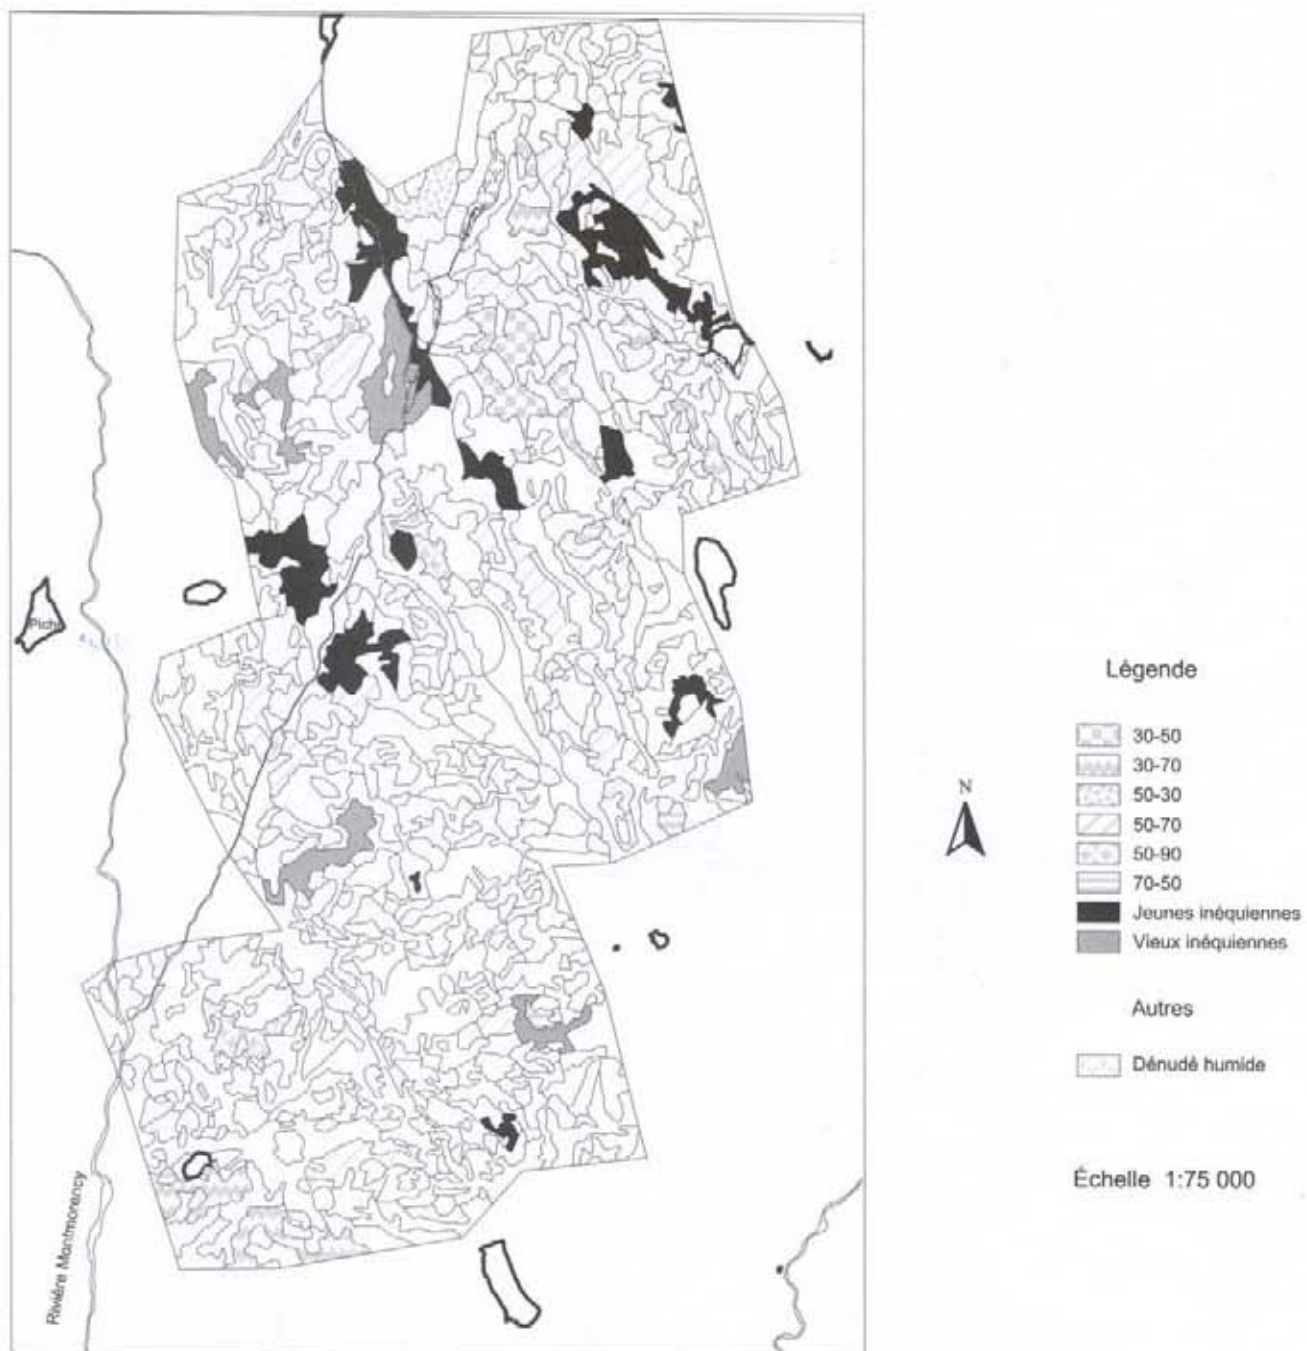 Piché
Rivière Montmorency
N
Légende
30-50
30-70
50-30
50-70
50-90
70-50
Jeunes inéquiennes
Vieux inéquiennes
Autres
Dénudé humide
Échelle 1:75 000